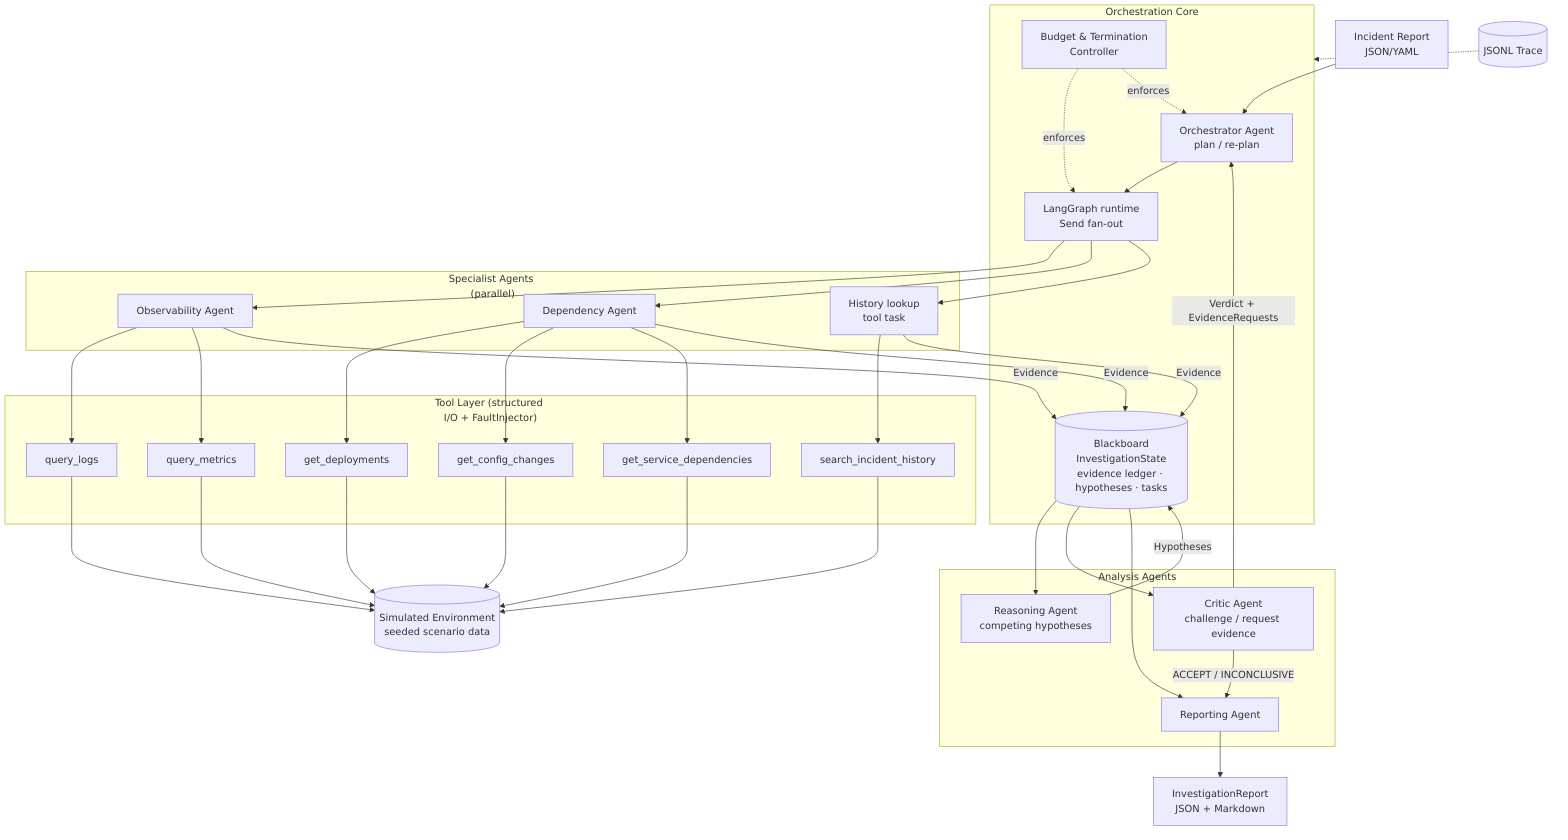 Orchestration Core
Budget & Termination
Controller
Incident Report
JSON/YAML
JSONL Trace
enforces
enforces
Orchestrator Agent
plan / re-plan
LangGraph runtime
Send fan-out
Specialist Agents
(parallel)
Observability Agent
Dependency Agent
History lookup
tool task
Verdict +
EvidenceRequests
Evidence
Evidence
Evidence
Tool Layer (structured
I/O + FaultInjector)
query_logs
query_metrics
get_deployments
get_config_changes
get_service_dependencies
search_incident_history
Blackboard
InvestigationState
evidence ledger ·
hypotheses · tasks
Hypotheses
Simulated Environment
seeded scenario data
Analysis Agents
Reasoning Agent
competing hypotheses
Critic Agent
challenge / request
evidence
ACCEPT / INCONCLUSIVE
Reporting Agent
InvestigationReport
JSON + Markdown